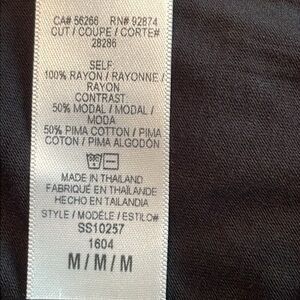 CA# 56266 RN# 92874
CUT / COUPE / CORTE#
28286
SELF
100% RAYON / RAYONNE /
RAYON
CONTRAST
50% MODAL / MODAL /
MODA
50% PIMA COTTON / PIMA
COTON / PIMA ALGODÓN
MADE IN THAILAND
FABRIQUÉ EN THAÏLANDE
HECHO EN TAILANDIA
STYLE / MODÈLE / ESTILO#
SS10257
1604
M / M / M